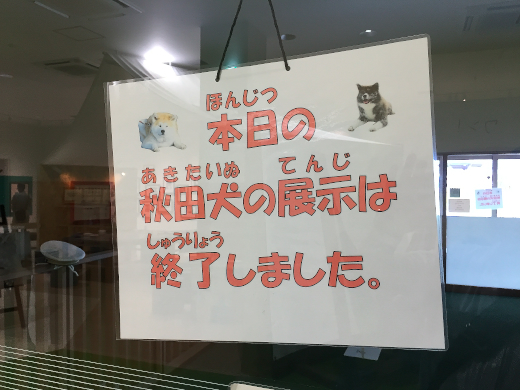 ほんじつ
本日の
あきたいぬ てんじ
秋田犬の展示は
しゅうりょう
終了しました。